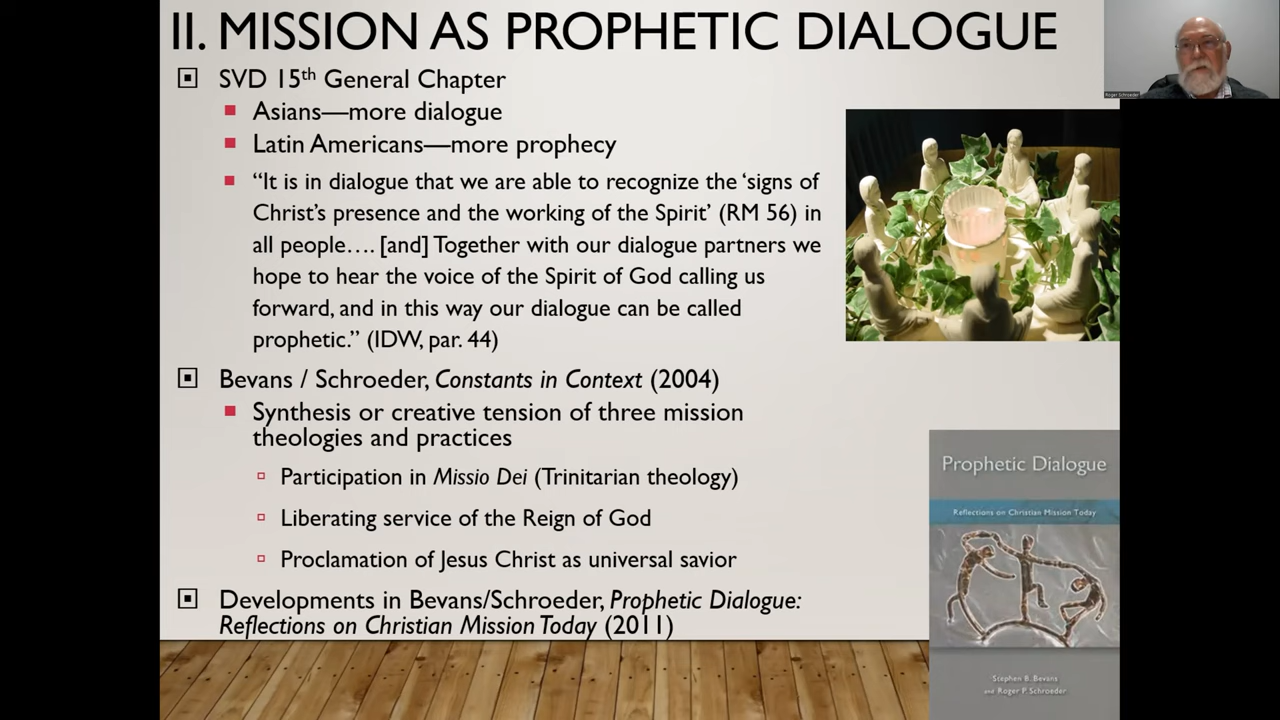 II. MISSION AS PROPHETIC DIALOGUE
SVD 15th General Chapter
Asians—more dialogue
Latin Americans—more prophecy
“It is in dialogue that we are able to recognize the ‘signs of
Christ’s presence and the working of the Spirit’ (RM 56) in
all people…. [and] Together with our dialogue partners we
hope to hear the voice of the Spirit of God calling us
forward, and in this way our dialogue can be called
prophetic.” (IDW, par. 44)
Bevans / Schroeder, Constants in Context (2004)
Synthesis or creative tension of three mission
theologies and practices
Participation in Missio Dei (Trinitarian theology)
Liberating service of the Reign of God
Proclamation of Jesus Christ as universal savior
Developments in Bevans/Schroeder, Prophetic Dialogue:
Reflections on Christian Mission Today (2011)
Roger Schroeder
Prophetic Dialogue
Reflections on Christian Mission Today
Stephen B. Bevans
and Roger P. Schroeder